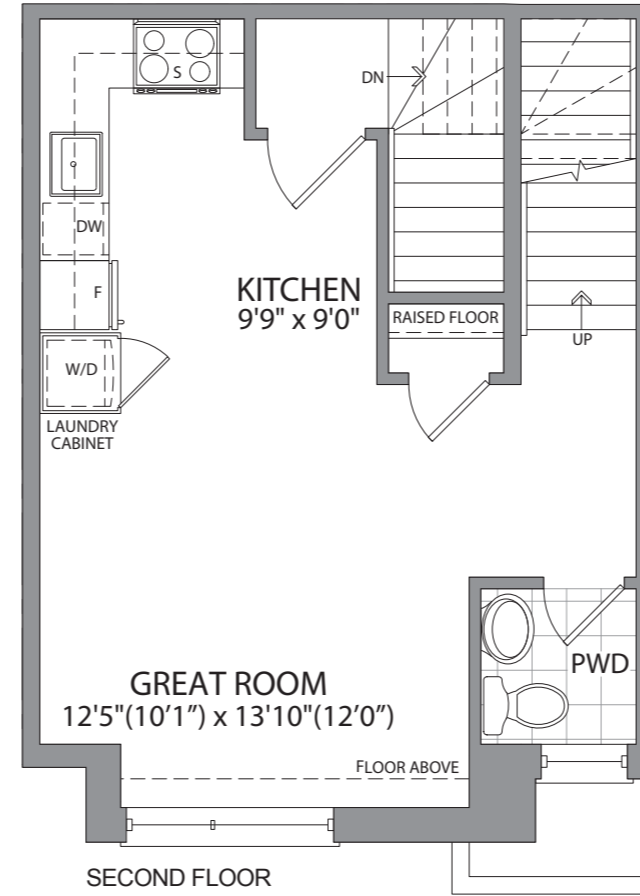 S
DN
DW
F
KITCHEN
9'9" x 9'0"
RAISED FLOOR
UP
W/D
LAUNDRY
CABINET
PWD
GREAT ROOM
12'5"(10'1") x 13'10"(12'0")
FLOOR ABOVE
SECOND FLOOR